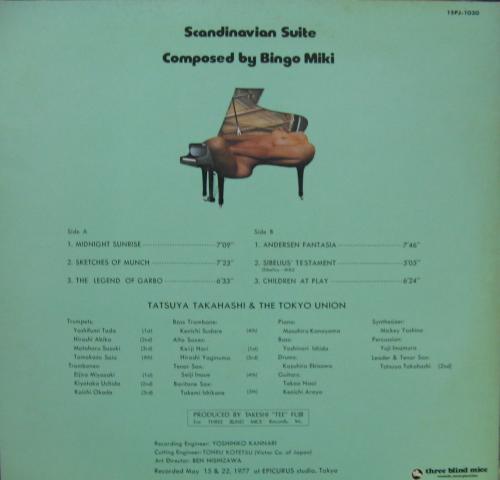 15PJ-1030
Scandinavian Suite
Composed by Bingo Miki
Side A
1. MIDNIGHT SUNRISE 7'09"
2. SKETCHES OF MUNCH 7'23"
3. THE LEGEND OF GARBO 6'33"
Side B
1. ANDERSEN FANTASIA 7'46"
2. SIBELIUS' TESTAMENT 5'05"
3. CHILDREN AT PLAY 6'24"
TATSUYA TAKAHASHI & THE TOKYO UNION
Trumpets:
Yoshifumi Tada (1st)
Hiroshi Akiba (2nd)
Motoharu Sasaki (3rd)
Tomokazu Sato (4th)
Trombones:
Eijiro Miyazaki (1st)
Kiyotaka Uchida (2nd)
Koichi Okada (3rd)
Bass Trombone:
Kenichi Sudare (4th)
Alto Saxes:
Keiji Hori (1st)
Hiroshi Yaginuma (3rd)
Tenor Sax:
Seiji Inoue (4th)
Baritone Sax:
Takemi Ishikane (5th)
Piano:
Masahiro Kanayama
Bass:
Yoshinori Ishida
Drums:
Kazuhiro Ebisawa
Guitars:
Takao Naoi
Kenichi Araya
Synthesizer:
Mickey Yoshino
Percussion:
Yuji Imamura
Leader & Tenor Sax:
Tatsuya Takahashi (2nd)
PRODUCED BY TAKESHI "TEE" FUJII
For THREE BLIND MICE Records, Inc.
Recording Engineer: YOSHIHIKO KANNARI
Cutting Engineer: TOHRU KOTETSU (Victor Co. of Japan)
Art Director: BEN NISHIZAWA
Recorded May 15 & 22, 1977 at EPICURUS studio, Tokyo
three blind mice